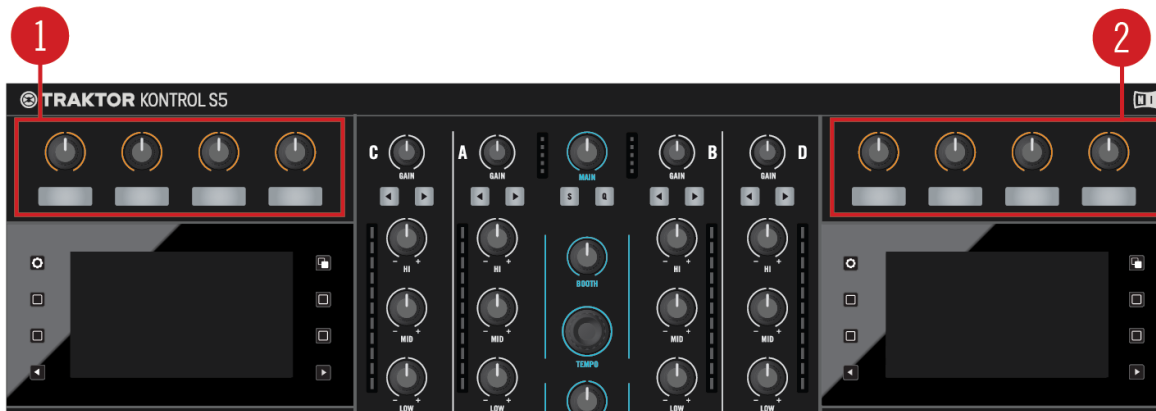 1
2
TRAKTOR KONTROL S5
NI
C
A
B
D
GAIN
GAIN
MAIN
GAIN
GAIN
S
Q
- +
HI
- +
HI
BOOTH
- +
HI
- +
HI
- +
MID
- +
MID
TEMPO
- +
MID
- +
MID
LOW
LOW
LOW
LOW